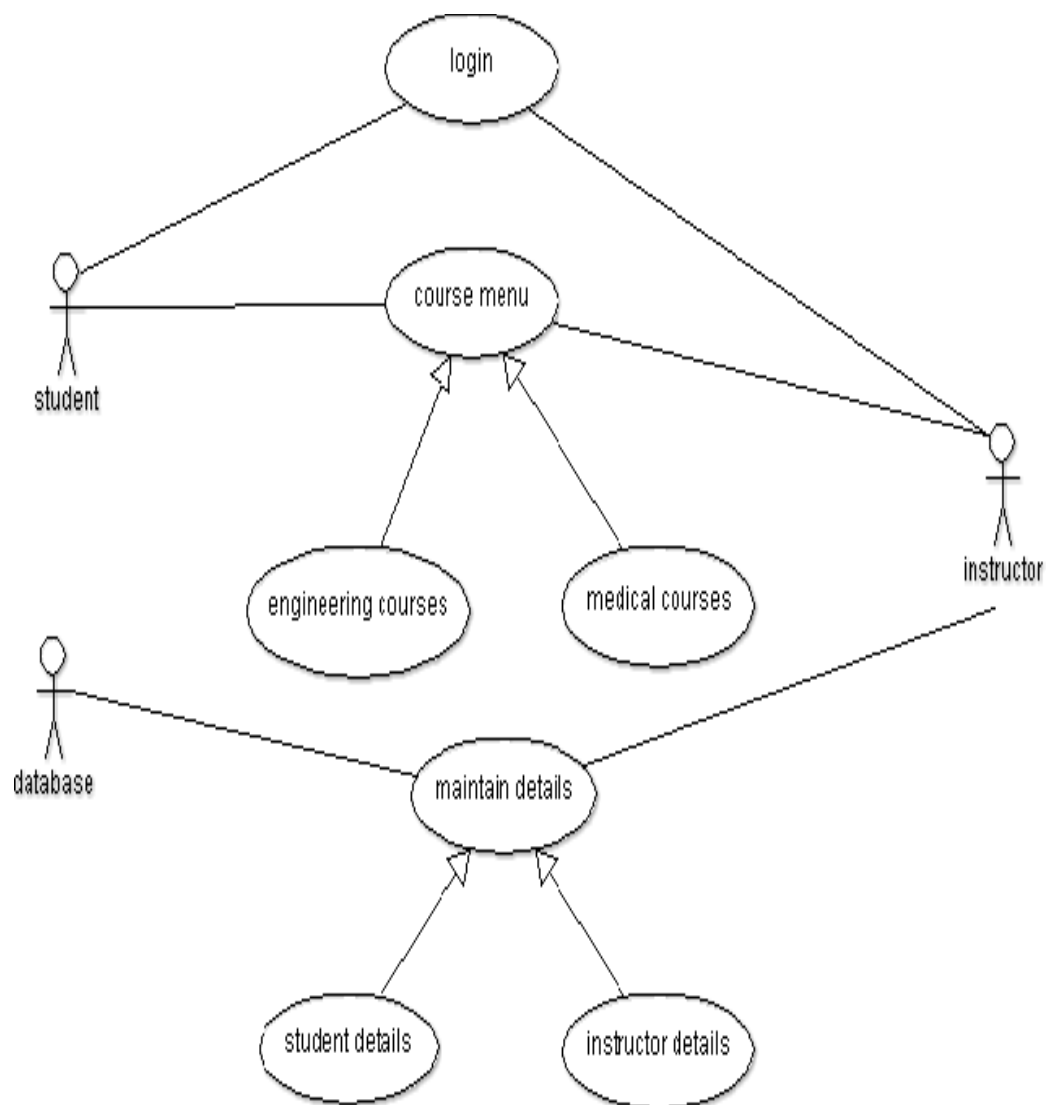 login
course menu
student
engineering courses
medical courses
instructor
database
maintain details
student details
instructor details